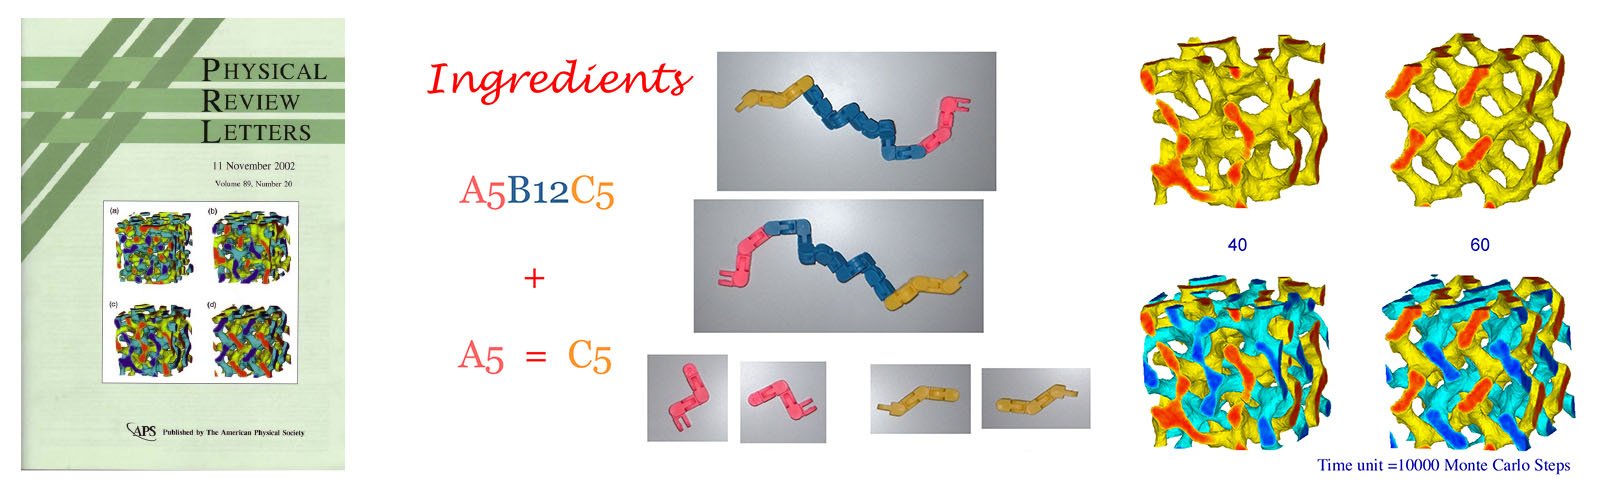 PHYSICAL
REVIEW
LETTERS
11 November 2002
Volume 89, Number 20
(a)
(b)
(c)
(d)
APS Published by The American Physical Society
Ingredients
A5B12C5
+
A5 = C5
40
60
Time unit =10000 Monte Carlo Steps